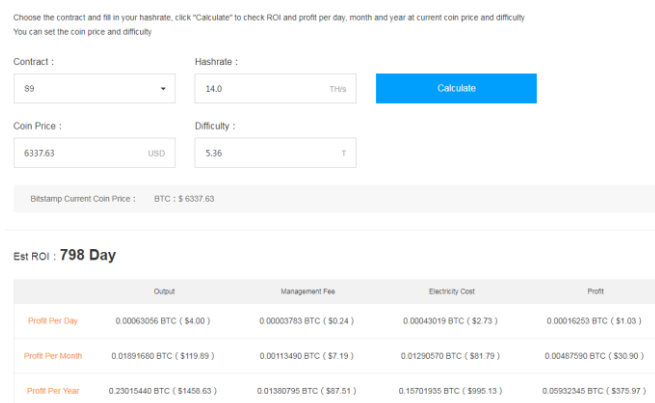 Choose the contract and fill in your hashrate, click "Calculate" to check ROI and profit per day, month and year at current coin price and difficulty
You can set the coin price and difficulty
Contract : Hashrate :
S9 14.0 TH/s Calculate
Coin Price : Difficulty :
6337.63 USD 5.36 T
Bitstamp Current Coin Price : BTC : $ 6337.63
Est ROI : 798 Day
Output Management Fee Electricity Cost Profit
Profit Per Day 0.00063056 BTC ( $4.00 ) 0.00003783 BTC ( $0.24 ) 0.00043019 BTC ( $2.73 ) 0.00016253 BTC ( $1.03 )
Profit Per Month 0.01891680 BTC ( $119.89 ) 0.00113490 BTC ( $7.19 ) 0.01290570 BTC ( $81.79 ) 0.00487590 BTC ( $30.90 )
Profit Per Year 0.23015440 BTC ( $1458.63 ) 0.01380795 BTC ( $87.51 ) 0.15701935 BTC ( $995.13 ) 0.05932345 BTC ( $375.97 )